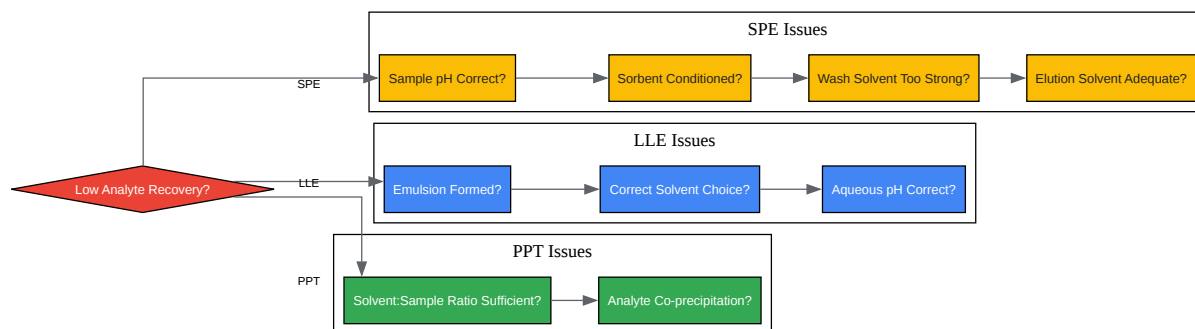 SPE Issues
Sample pH Correct?
Sorbent Conditioned?
Wash Solvent Too Strong?
Elution Solvent Adequate?
SPE
LLE Issues
Low Analyte Recovery?
LLE
Emulsion Formed?
Correct Solvent Choice?
Aqueous pH Correct?
PPT Issues
PPT
Solvent:Sample Ratio Sufficient?
Analyte Co-precipitation?